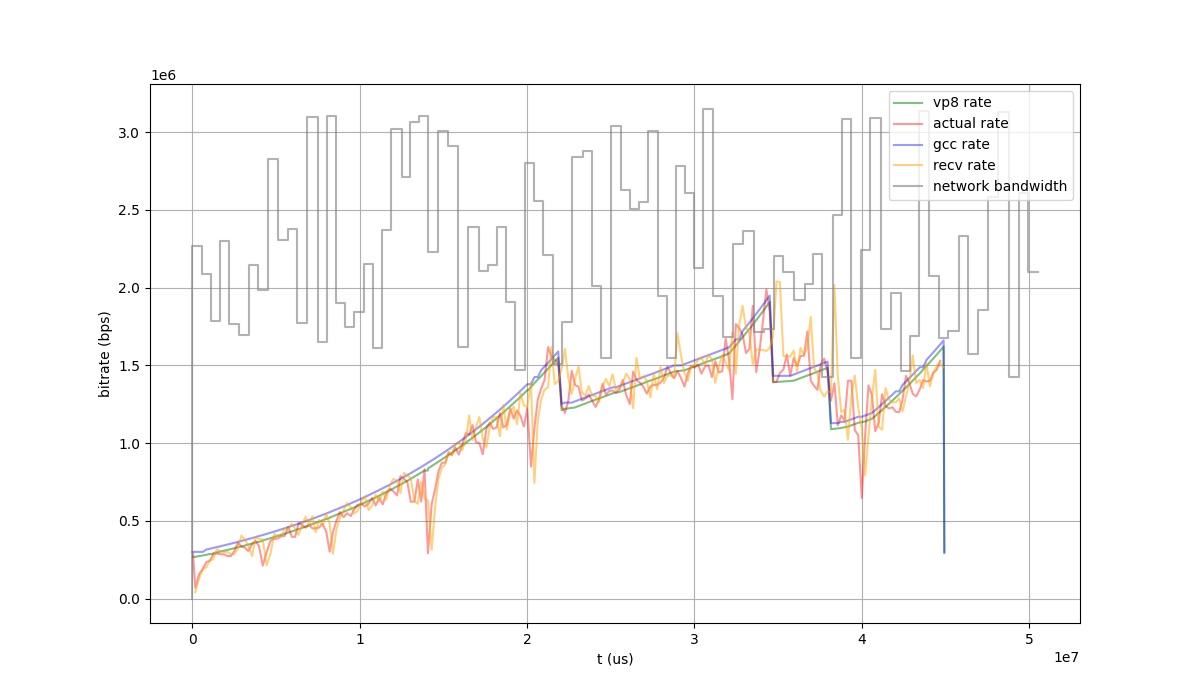 1e6
3.0
2.5
2.0
1.5
1.0
0.5
0.0
bitrate (bps)
vp8 rate
actual rate
gcc rate
recv rate
network bandwidth
0
1
2
3
4
5
t (us)
1e7